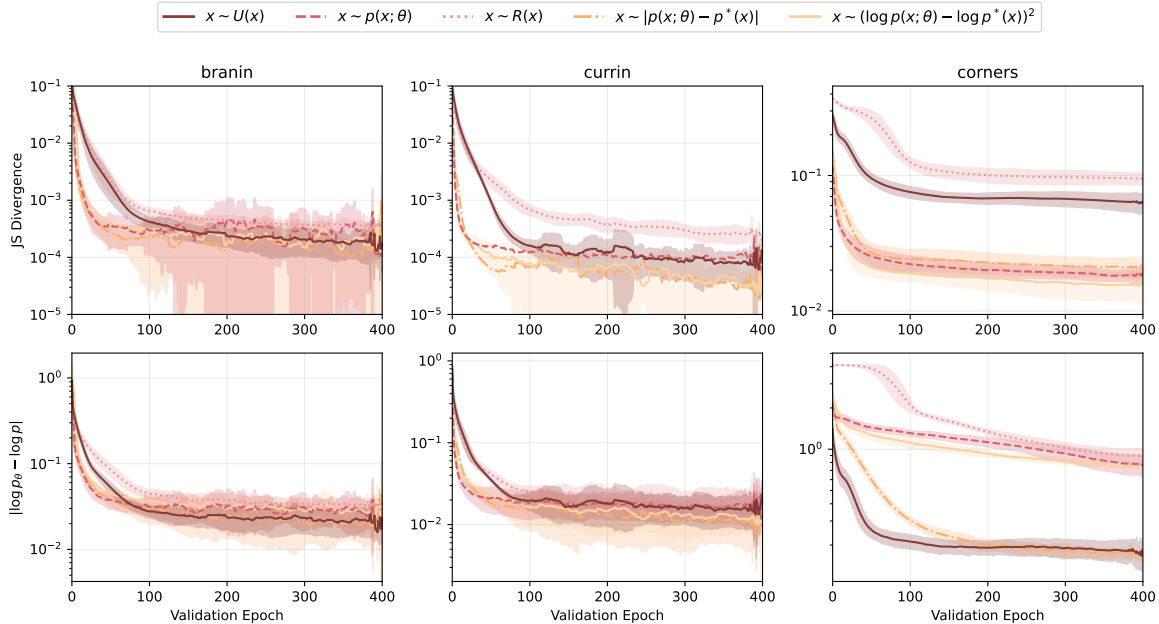 x ~ U(x) x ~ p(x; θ) x ~ R(x) x ~ |p(x; θ) − p*(x)| x ~ (log p(x; θ) − log p*(x))²
branin currin corners
JS Divergence
10⁻¹ 10⁻² 10⁻³ 10⁻⁴ 10⁻⁵
0 100 200 300 400
10⁻¹ 10⁻² 10⁻³ 10⁻⁴ 10⁻⁵
0 100 200 300 400
10⁻¹ 10⁻²
0 100 200 300 400
|log pθ − log p|
10⁰ 10⁻¹ 10⁻²
0 100 200 300 400
10⁰ 10⁻¹ 10⁻²
0 100 200 300 400
10⁰
0 100 200 300 400
Validation Epoch Validation Epoch Validation Epoch